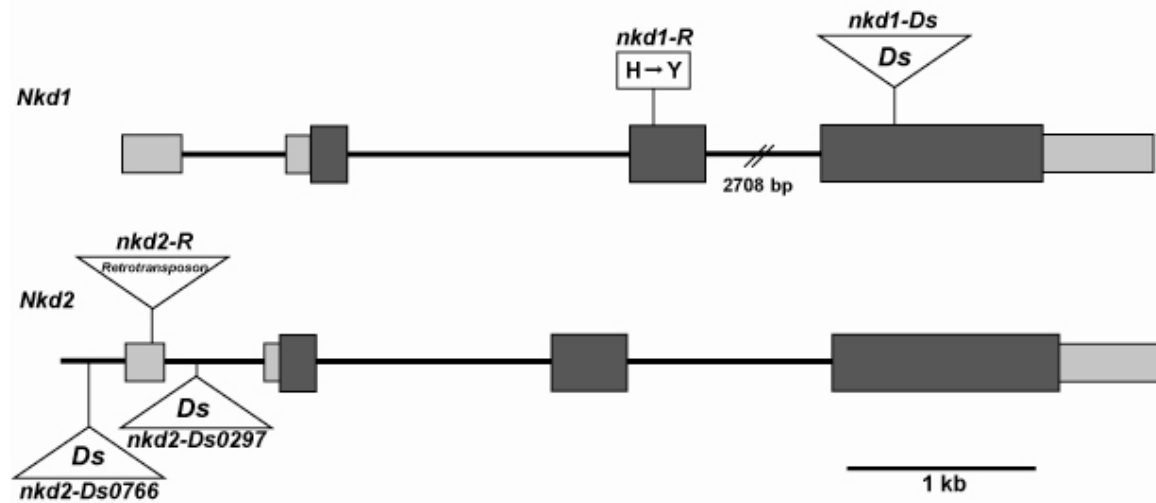 nkd1-R
H→Y
nkd1-Ds
Ds
Nkd1
2708 bp
nkd2-R
Retrotransposon
Nkd2
Ds
nkd2-Ds0297
Ds
nkd2-Ds0766
1 kb